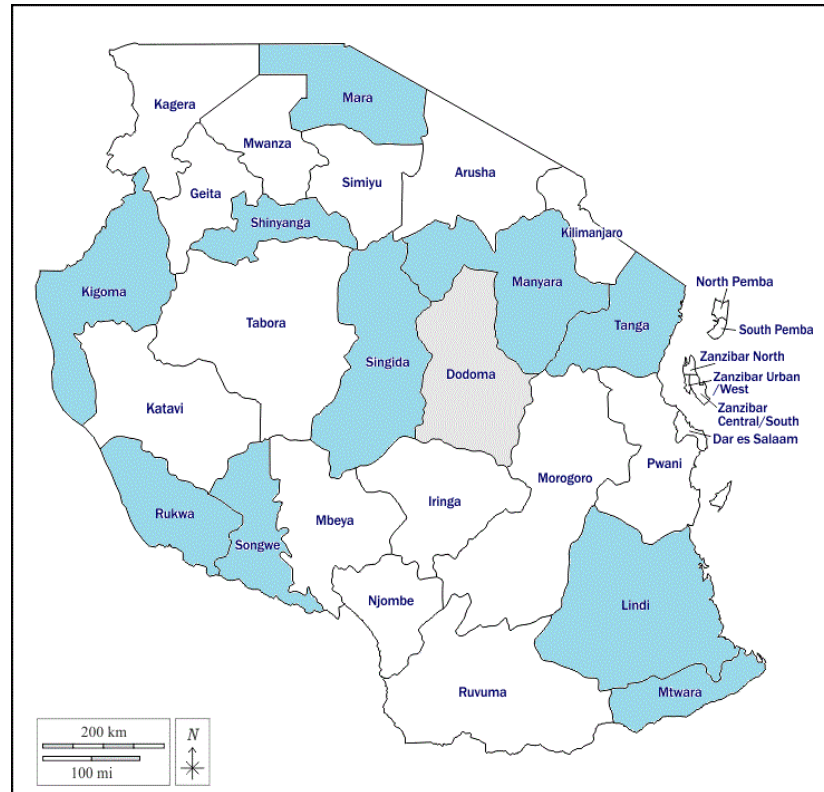 Kagera
Mara
Mwanza
Simiyu
Arusha
Geita
Shinyanga
Kilimanjaro
Kigoma
Manyara
North Pemba
Tabora
Tanga
South Pemba
Singida
Dodoma
Zanzibar North
Zanzibar Urban
/West
Zanzibar
Central/South
Katavi
Dar es Salaam
Pwani
Morogoro
Iringa
Rukwa
Mbeya
Songwe
Njombe
Lindi
Ruvuma
Mtwara
200 km
100 mi
N